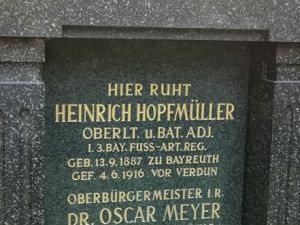 HIER RUHT
HEINRICH HOPFMÜLLER
OBERLT. u. BAT. ADJ.
I. 3. BAY. FUSS-ART. REG.
GEB. 13.9.1887 ZU BAYREUTH
GEF. 4.6.1916 VOR VERDUN
OBERBÜRGERMEISTER I.R.
DR. OSCAR MEYER